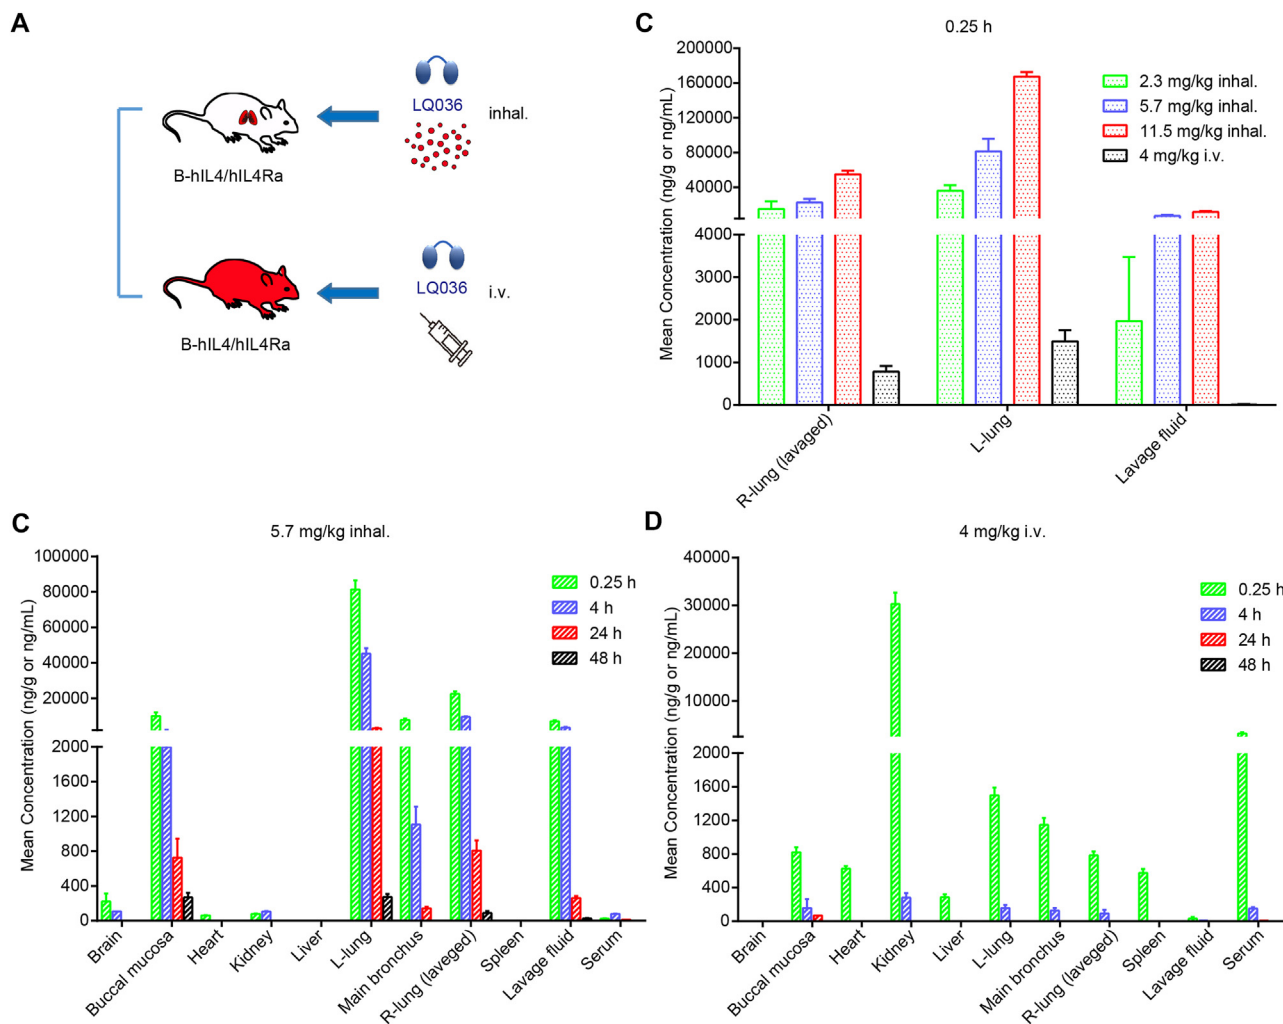 A
LQ036
inhal.
B-hIL4/hIL4Ra
LQ036
i.v.
B-hIL4/hIL4Ra
C
0.25 h
Mean Concentration (ng/g or ng/mL)
200000
160000
120000
80000
40000
4000
3000
2000
1000
0
2.3 mg/kg inhal.
5.7 mg/kg inhal.
11.5 mg/kg inhal.
4 mg/kg i.v.
R-lung (lavaged)
L-lung
Lavage fluid
C
5.7 mg/kg inhal.
Mean Concentration (ng/g or ng/mL)
100000
80000
60000
40000
20000
2000
1600
1200
800
400
0
0.25 h
4 h
24 h
48 h
Brain
Buccal mucosa
Heart
Kidney
Liver
L-lung
Main bronchus
R-lung (laveged)
Spleen
Lavage fluid
Serum
D
4 mg/kg i.v.
Mean Concentration (ng/g or ng/mL)
40000
30000
20000
10000
2000
1600
1200
800
400
0
0.25 h
4 h
24 h
48 h
Brain
Buccal mucosa
Heart
Kidney
Liver
L-lung
Main bronchus
R-lung (laveged)
Spleen
Lavage fluid
Serum